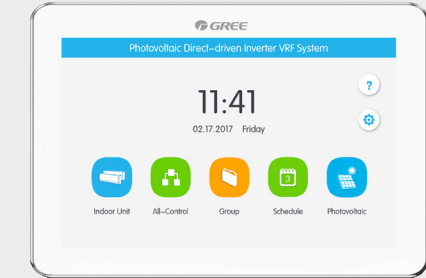 GREE
Photovoltaic Direct-driven Inverter VRF System
?
11:41
02.17.2017 Friday
3
Indoor Unit All-Control Group Schedule Photovoltaic